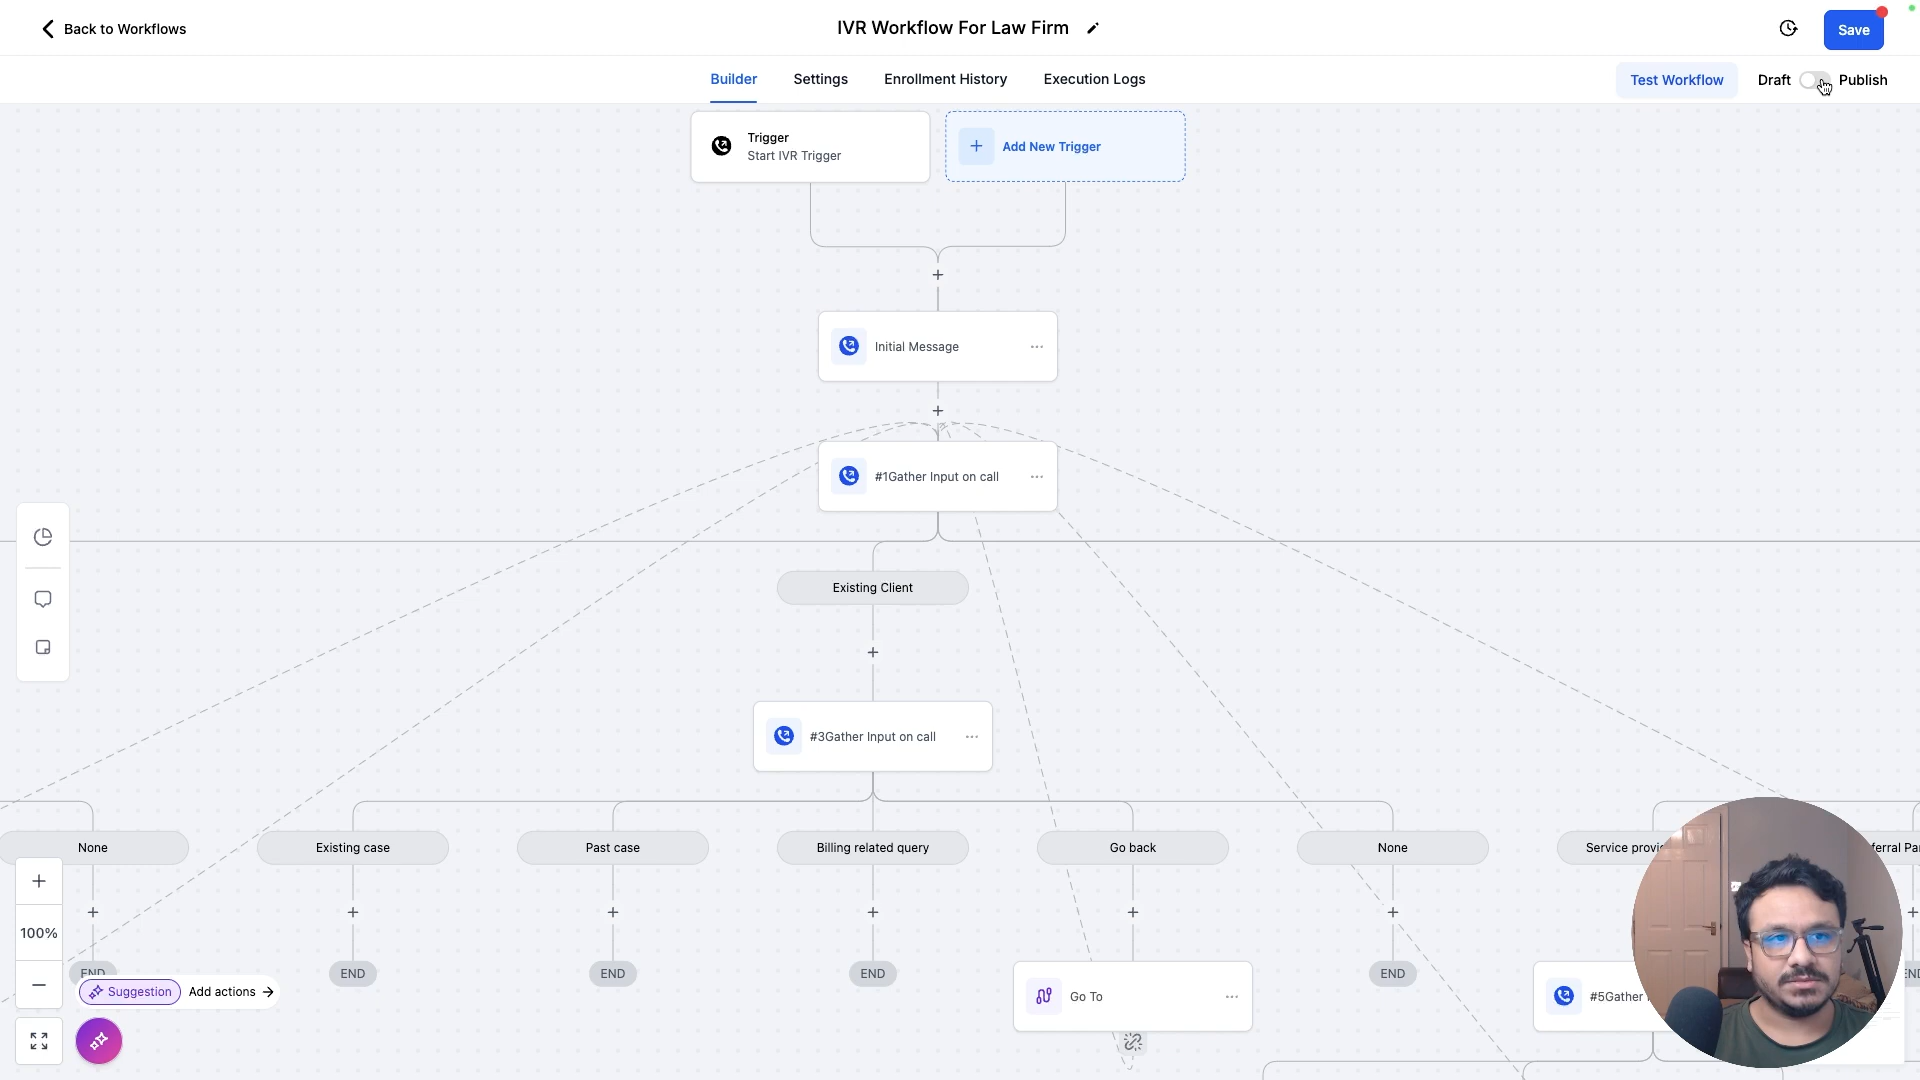 Back to Workflows
IVR Workflow For Law Firm
Save
Builder
Settings
Enrollment History
Execution Logs
Test Workflow
Draft
Publish
Trigger
Start IVR Trigger
Add New Trigger
Initial Message
#1Gather Input on call
Existing Client
#3Gather Input on call
None
Existing case
Past case
Billing related query
Go back
None
Service
100%
END
END
END
END
END
Suggestion
Add actions
Go To
#5Gather